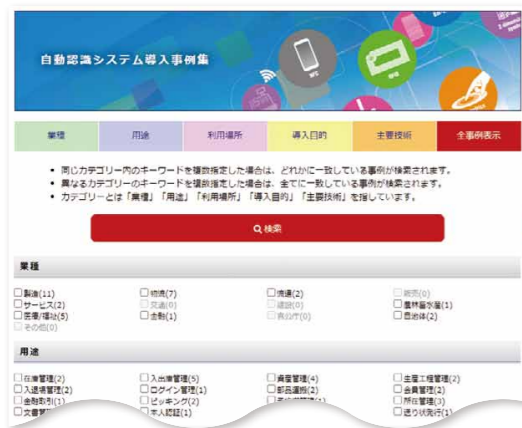 自動認識システム導入事例集
業種 用途 利用場所 導入目的 主要技術 全事例表示
• 同じカテゴリー内のキーワードを複数指定した場合は、どれかに一致している事例が検索されます。
• 異なるカテゴリーのキーワードを複数指定した場合は、全てに一致している事例が検索されます。
• カテゴリーとは「業種」「用途」「利用場所」「導入目的」「主要技術」を指しています。
検索
業種
製造(11) 物流(7) 流通(2) 販売(0)
サービス(2) 交通(0) 建設(0) 農林畜水産(1)
医療/福祉(5) 金融(1) 官公庁(0) 自治体(2)
その他(0)
用途
在庫管理(2) 入出庫管理(5) 資産管理(4) 生産工程管理(2)
入退場管理(2) ログイン管理(1) 部品運搬(2) 会員管理(2)
金融取引(1) ピッキング(2) 所在管理(3)
文書管 本人認証(1) 送り状発行(1)